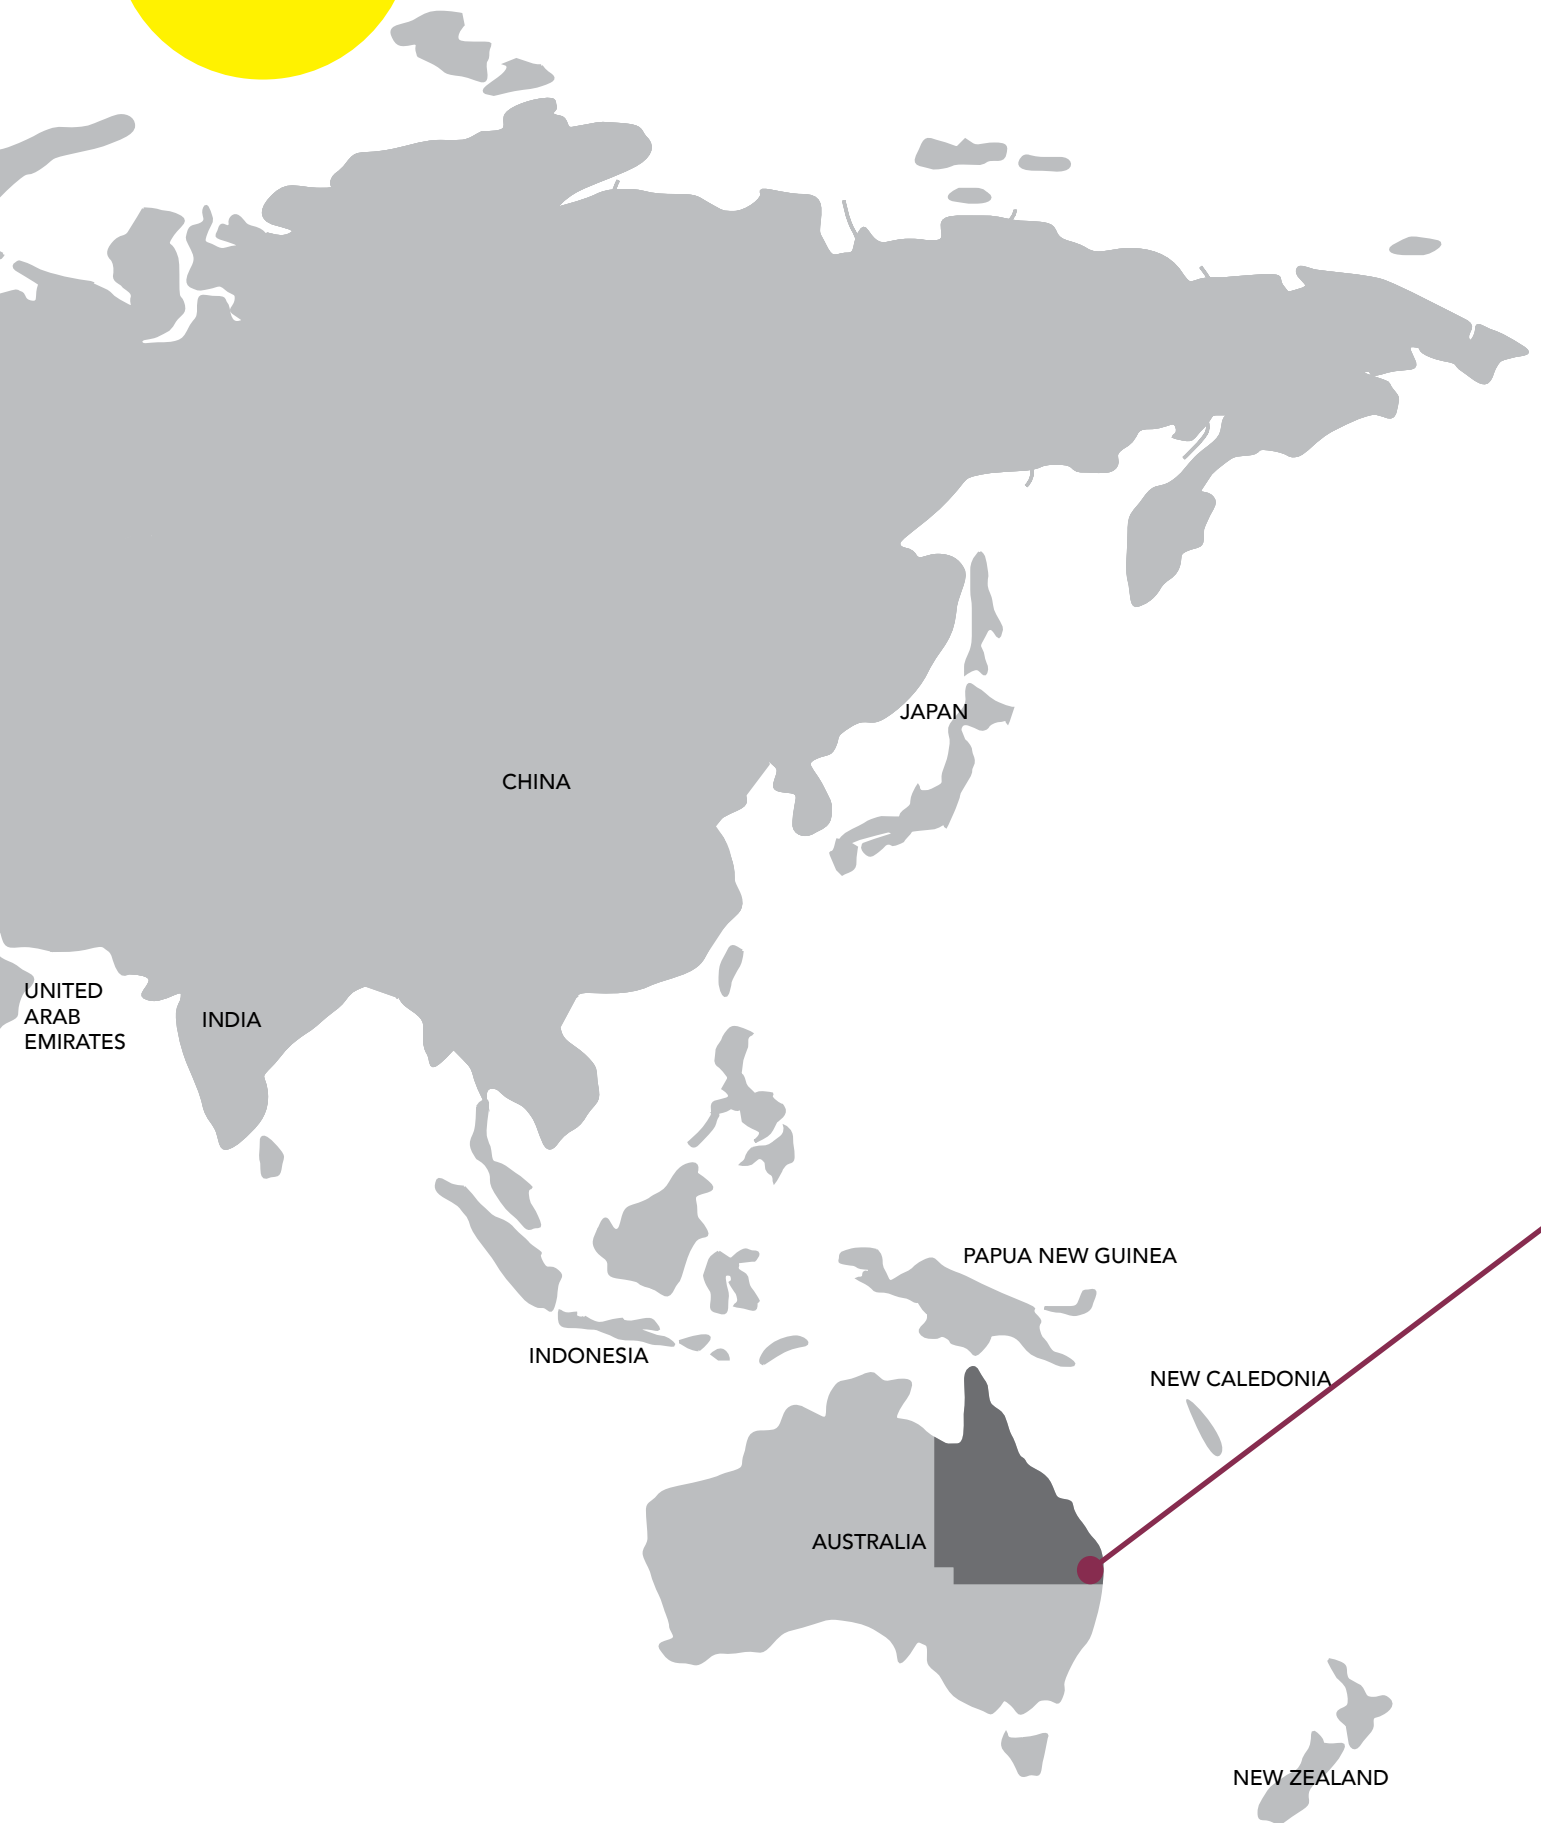 JAPAN
CHINA
UNITED
ARAB
EMIRATES
INDIA
PAPUA NEW GUINEA
INDONESIA
NEW CALEDONIA
AUSTRALIA
NEW ZEALAND